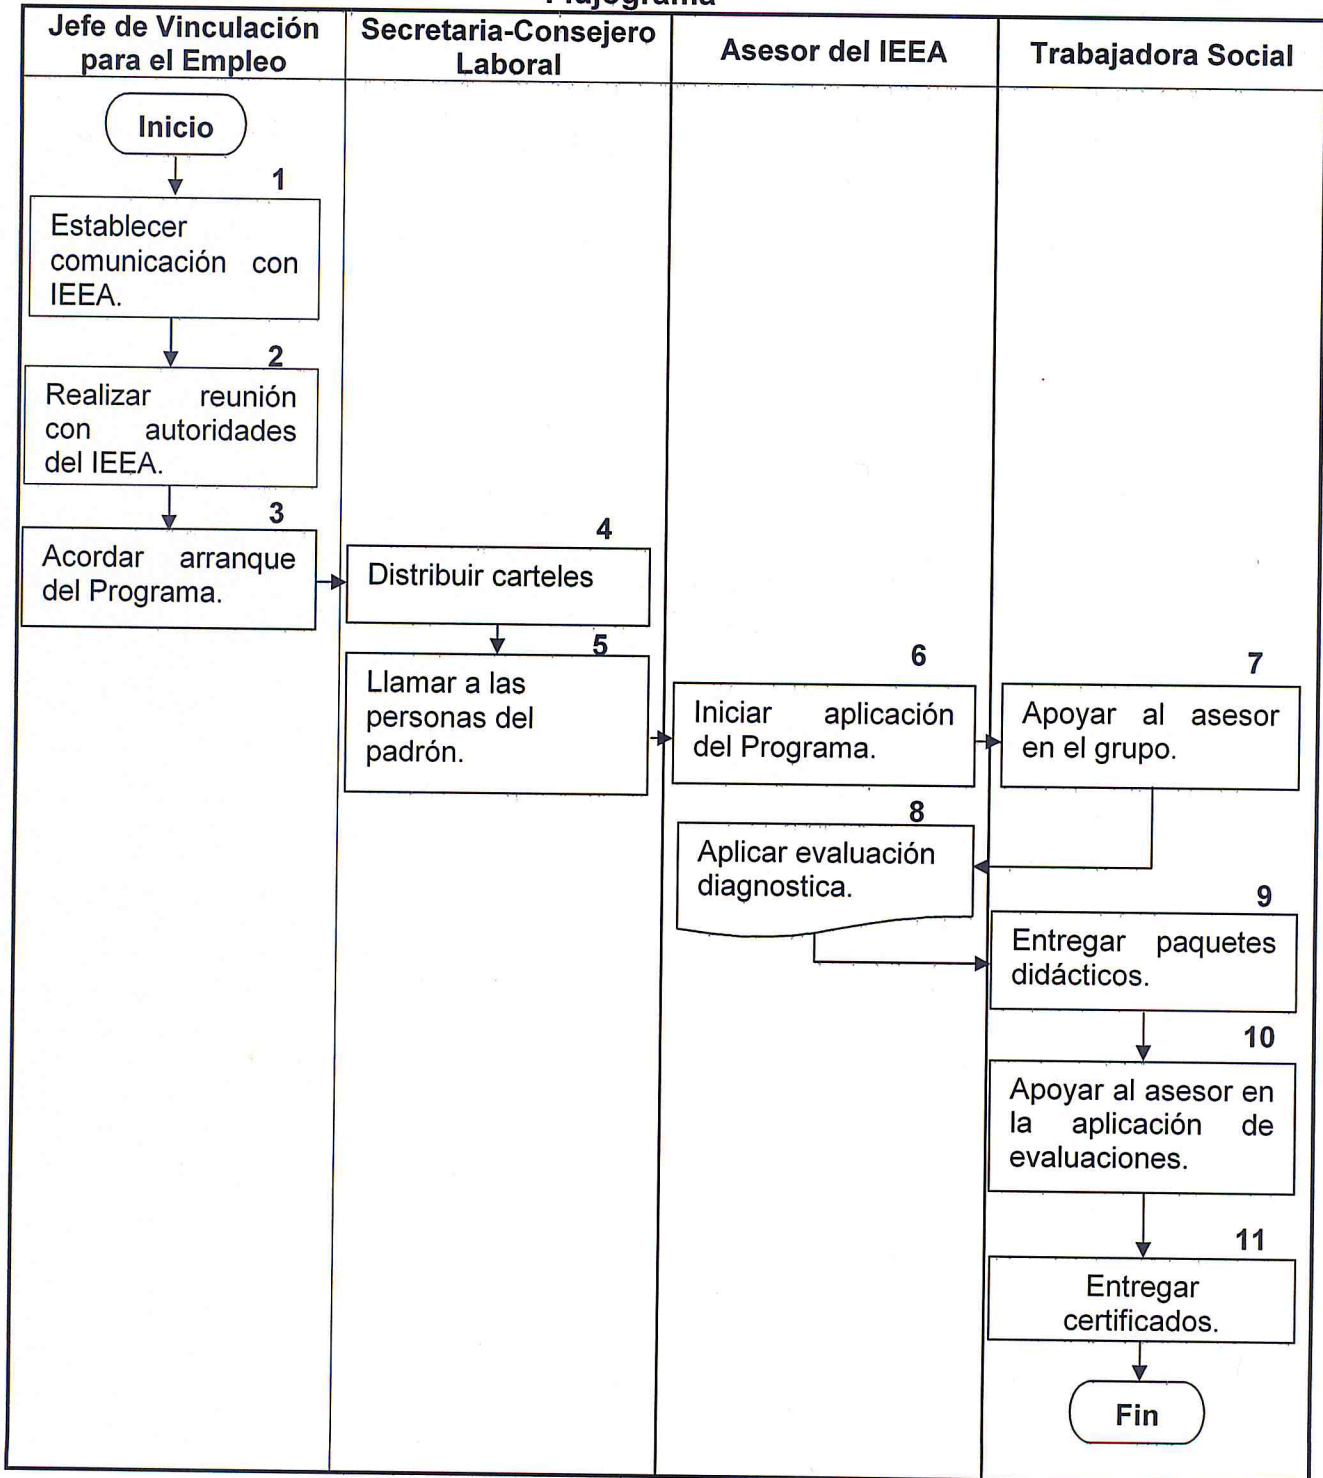 Flujograma
Jefe de Vinculación
para el Empleo
Secretaria-Consejero
Laboral
Asesor del IEEA
Trabajadora Social
Inicio
1
Establecer
comunicación con
IEEA.
2
Realizar reunión
con autoridades
del IEEA.
3
Acordar arranque
del Programa.
4
Distribuir carteles
5
Llamar a las
personas del
padrón.
6
Iniciar aplicación
del Programa.
7
Apoyar al asesor
en el grupo.
8
Aplicar evaluación
diagnostica.
9
Entregar paquetes
didácticos.
10
Apoyar al asesor en
la aplicación de
evaluaciones.
11
Entregar
certificados.
Fin